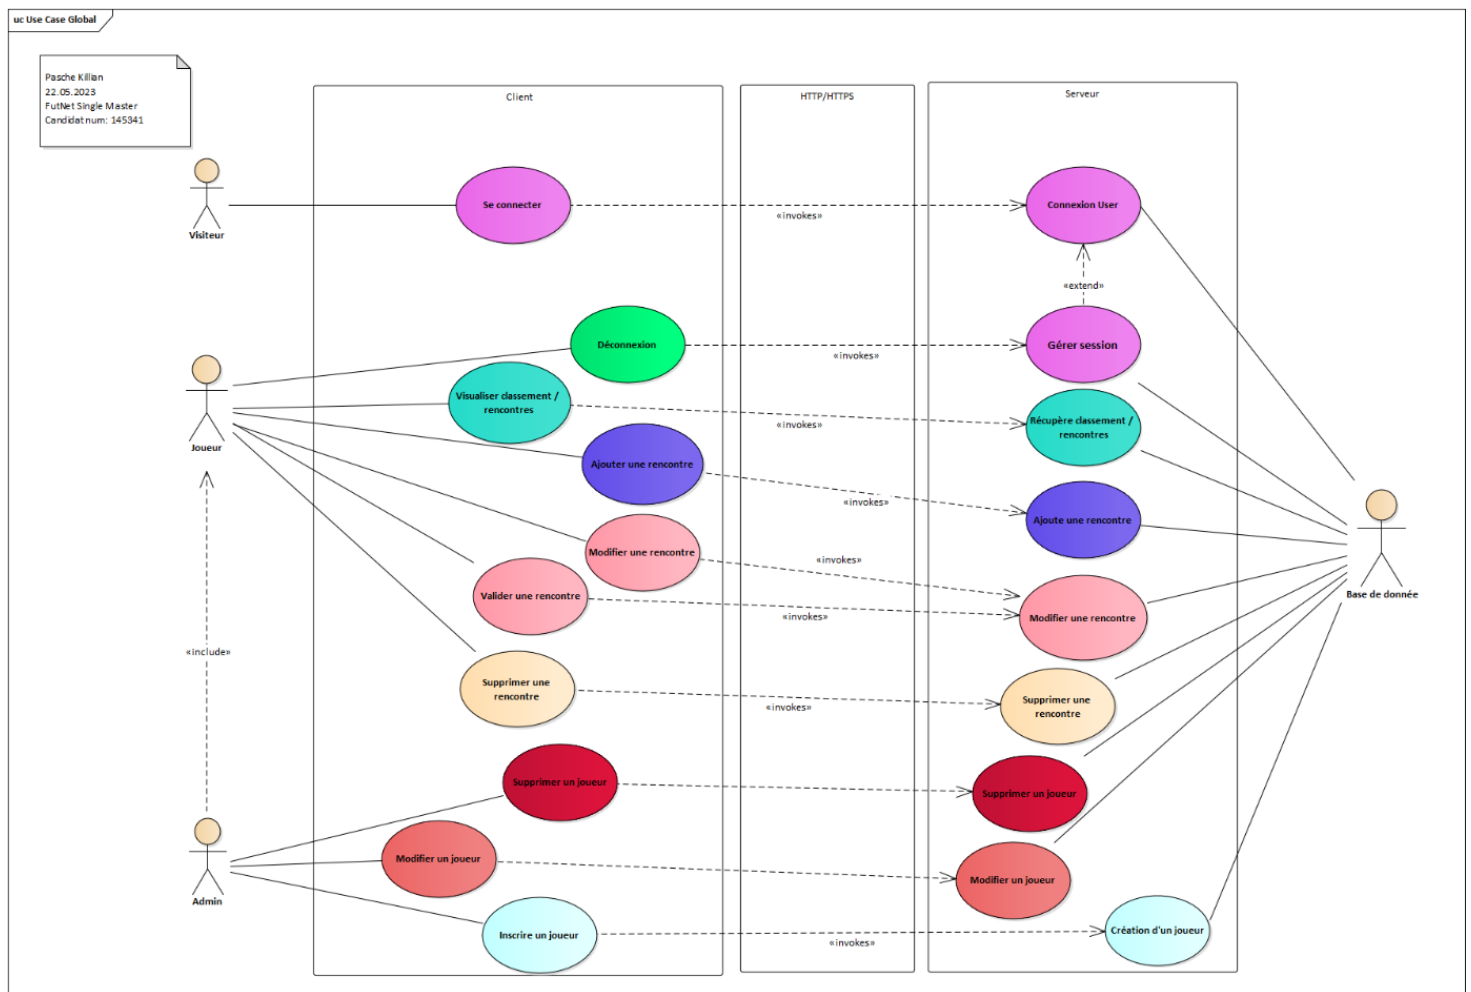 uc Use Case Global
Pasche Killian
22.05.2023
FutNet Single Master
Candidat num: 145341
Client
HTTP/HTTPS
Serveur
Visiteur
Se connecter
«invokes»
Connexion User
«extend»
Déconnexion
«invokes»
Gérer session
Joueur
Visualiser classement /
rencontres
«invokes»
Récupère classement /
rencontres
Ajouter une rencontre
«invokes»
Ajoute une rencontre
Modifier une rencontre
«invokes»
Valider une rencontre
«invokes»
Modifier une rencontre
Base de donnée
«include»
Supprimer une
rencontre
«invokes»
Supprimer une
rencontre
Supprimer un joueur
Supprimer un joueur
Admin
Modifier un joueur
Modifier un joueur
Inscrire un joueur
«invokes»
Création d'un joueur